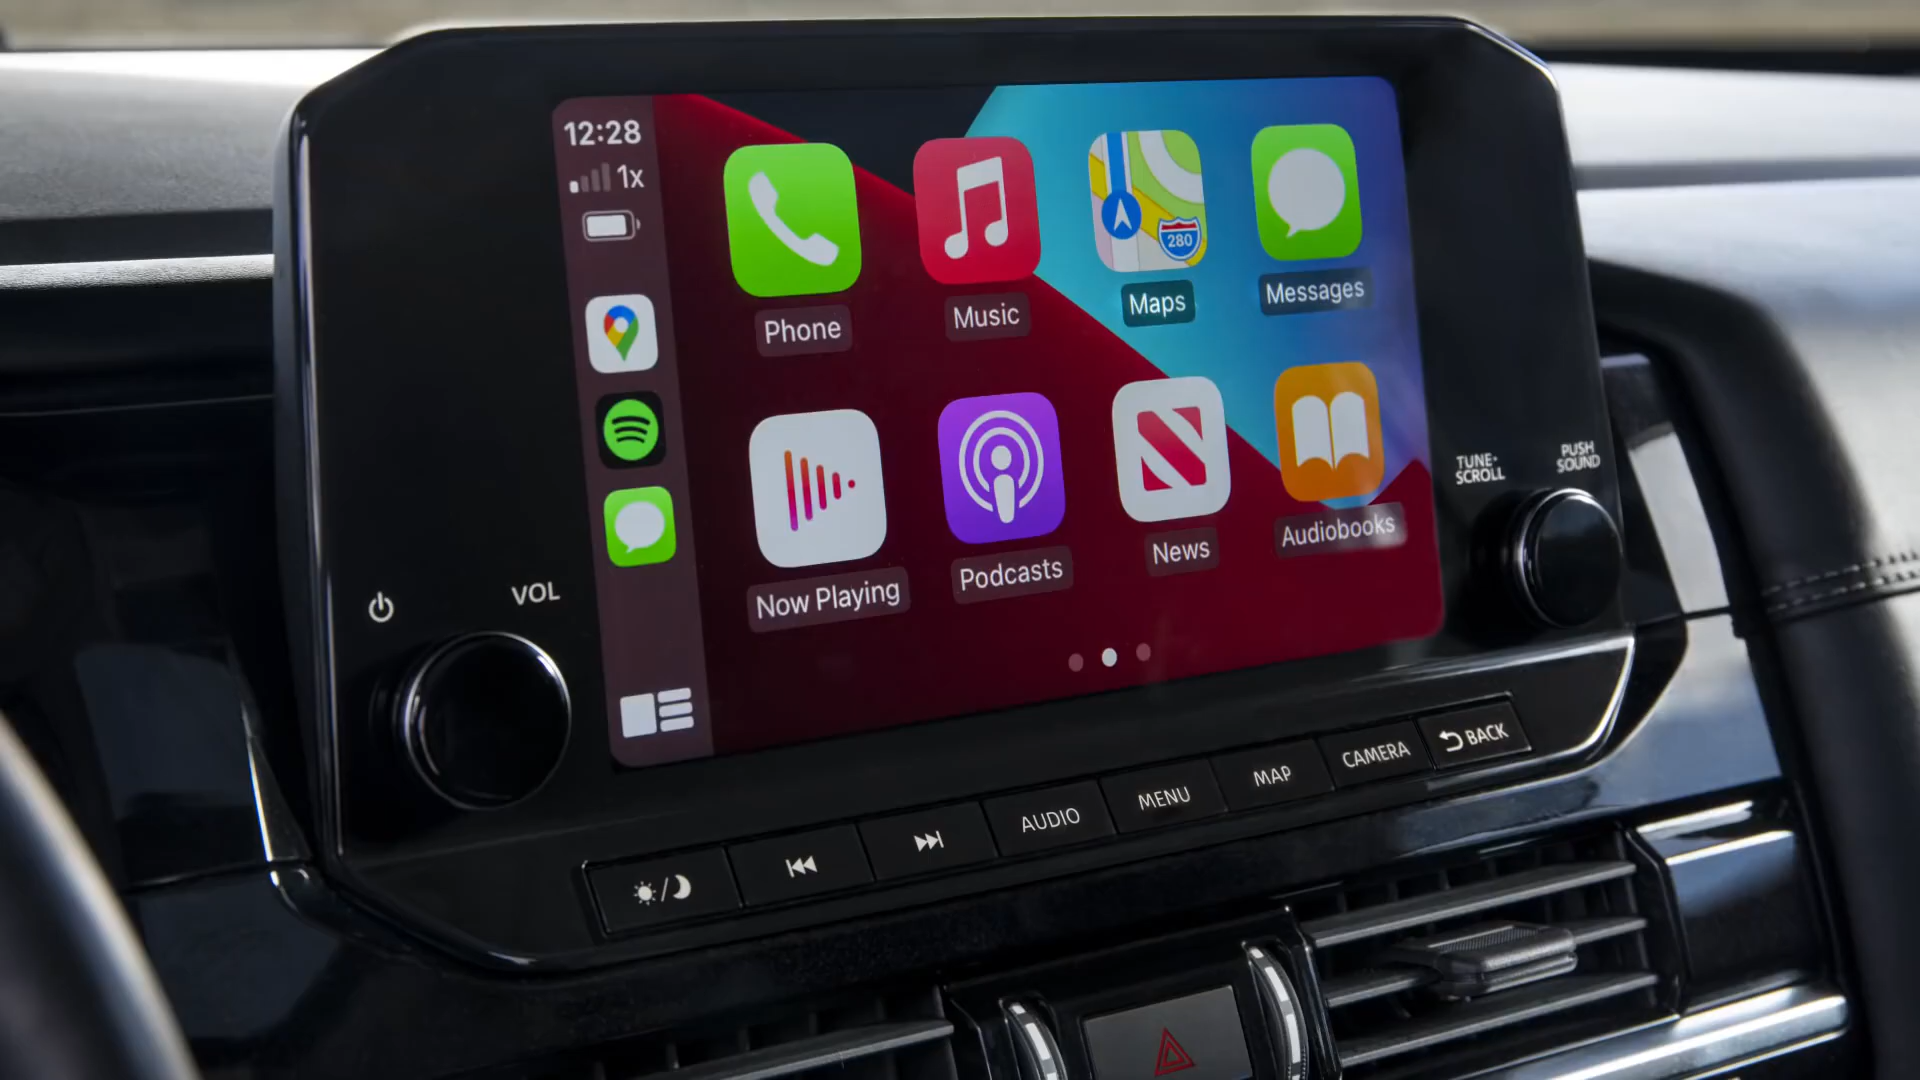 12:28
1x
Phone
Music
280
Maps
Messages
Now Playing
Podcasts
News
Audiobooks
VOL
TUNE·
SCROLL
PUSH
SOUND
AUDIO
MENU
MAP
CAMERA
BACK